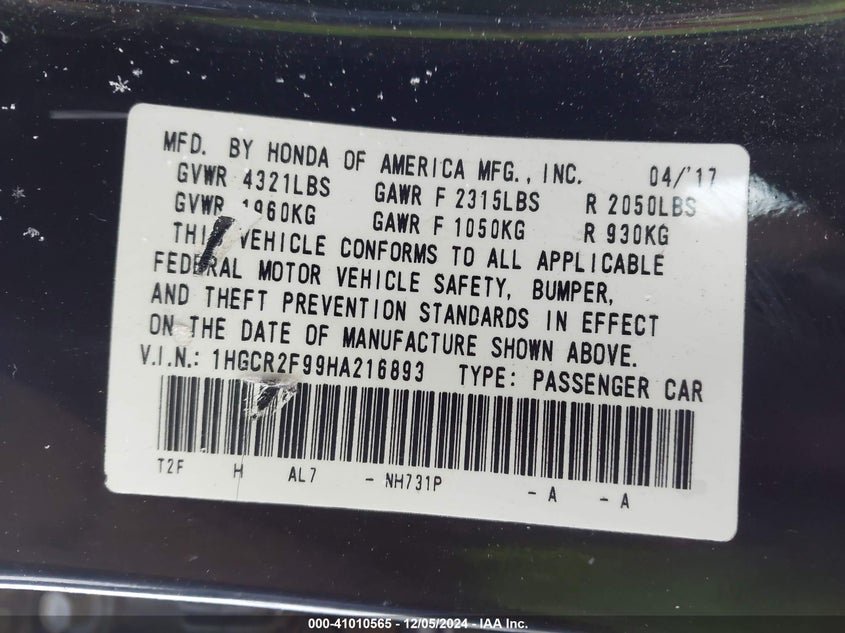 MFD. BY HONDA OF AMERICA MFG., INC. 04/'17
GVWR 4321LBS GAWR F 2315LBS R 2050LBS
GVWR 1960KG GAWR F 1050KG R 930KG
THIS VEHICLE CONFORMS TO ALL APPLICABLE
FEDERAL MOTOR VEHICLE SAFETY, BUMPER,
AND THEFT PREVENTION STANDARDS IN EFFECT
ON THE DATE OF MANUFACTURE SHOWN ABOVE.
V.I.N.: 1HGCR2F99HA216893 TYPE: PASSENGER CAR
T2F H AL7 - NH731P - A - A
000-41010565 - 12/05/2024 - IAA Inc.